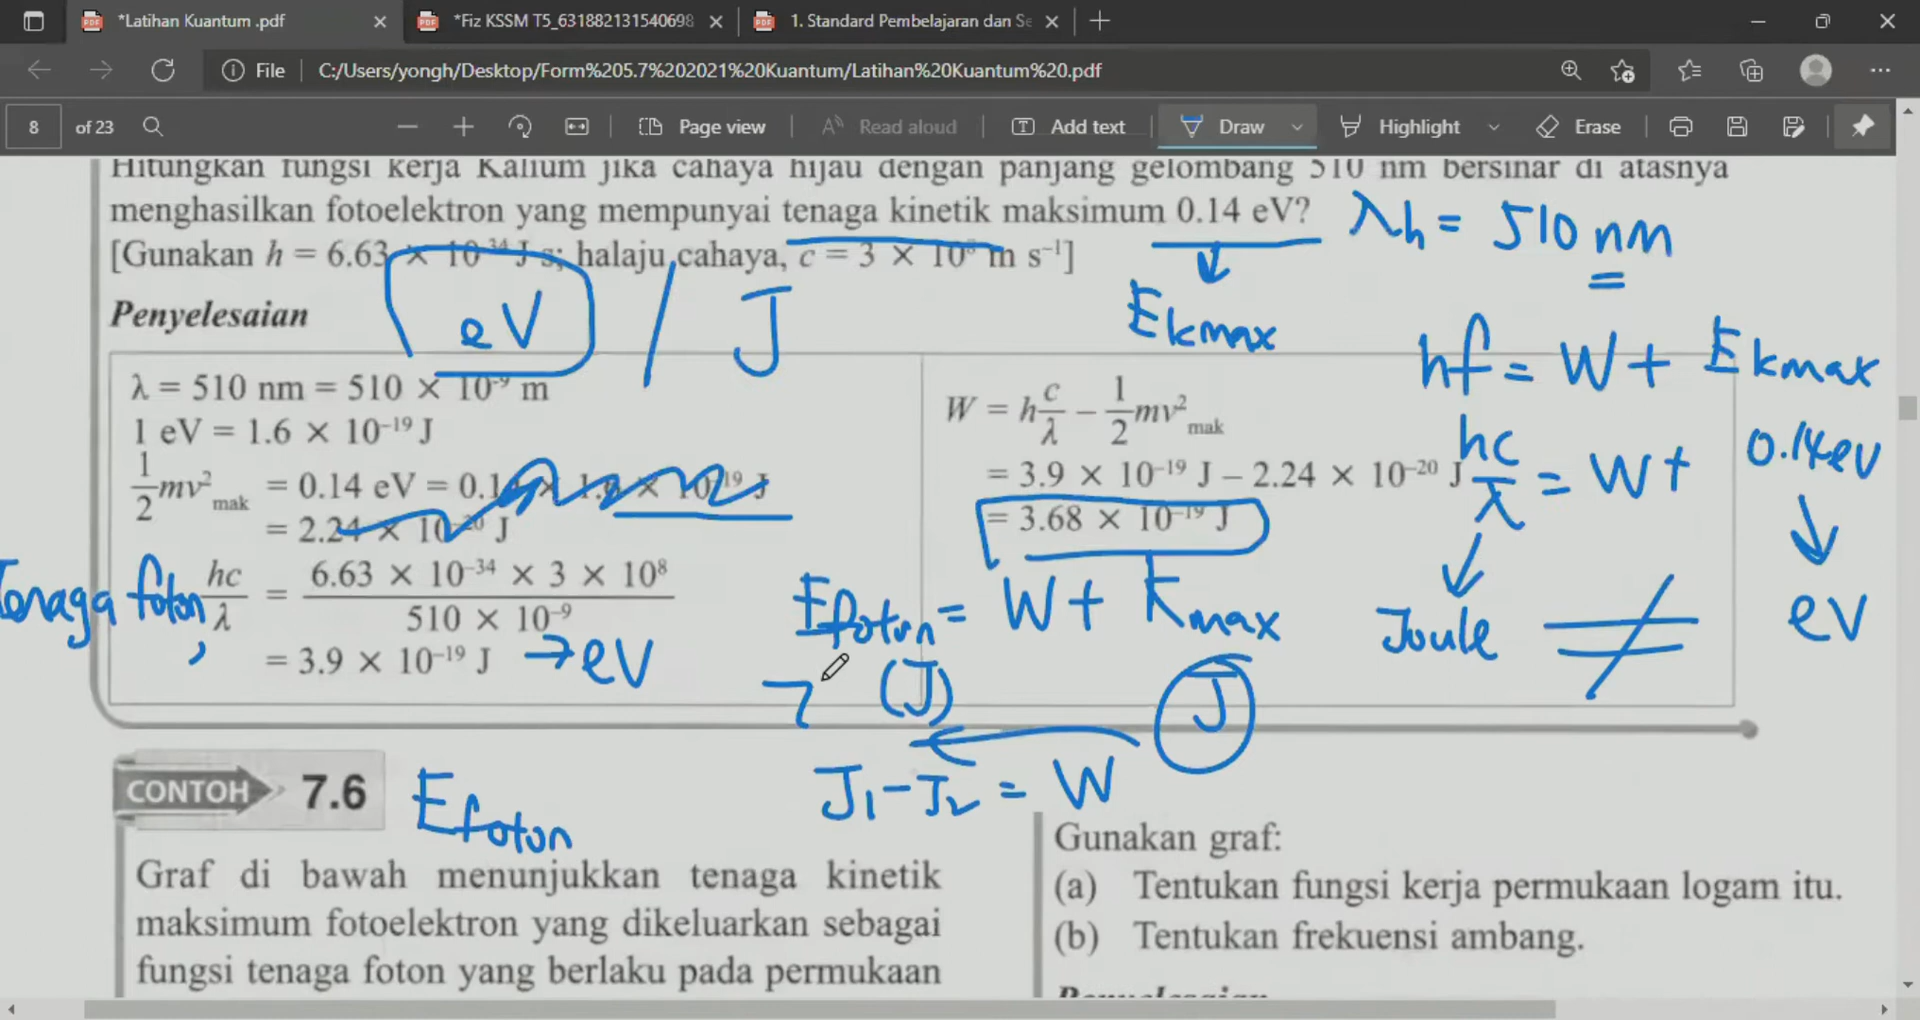 *Latihan Kuantum .pdf
*Fiz KSSM T5_631882131540698
1. Standard Pembelajaran dan Se
File
C:/Users/yongh/Desktop/Form%205.7%202021%20Kuantum/Latihan%20Kuantum%20.pdf
8 of 23
Page view
Read aloud
Add text
Draw
Highlight
Erase
Hitungkan fungsi kerja Kalium jika cahaya hijau dengan panjang gelombang 510 nm bersinar di atasnya
menghasilkan fotoelektron yang mempunyai tenaga kinetik maksimum 0.14 eV?
λh = 510 nm
[Gunakan h = 6.63 × 10⁻³⁴ J s; halaju cahaya, c = 3 × 10⁸ m s⁻¹]
Ekmax
Penyelesaian
eV / J
hf = W + Ekmax
λ = 510 nm = 510 × 10⁻⁹ m
1 eV = 1.6 × 10⁻¹⁹ J
1/2 mv²mak = 0.14 eV = 0.14 × 1.6 × 10⁻¹⁹ J
= 2.24 × 10⁻²⁰ J
Tenaga foton, hc/λ = 6.63 × 10⁻³⁴ × 3 × 10⁸ / 510 × 10⁻⁹
= 3.9 × 10⁻¹⁹ J → eV
W = h c/λ − 1/2 mv²mak
= 3.9 × 10⁻¹⁹ J − 2.24 × 10⁻²⁰ J
= 3.68 × 10⁻¹⁹ J
hc/λ = W + 0.14eV
Joule ≠ eV
Efoton = W + Kmax
(J) J
J1 − J2 = W
CONTOH 7.6
Efoton
Graf di bawah menunjukkan tenaga kinetik
maksimum fotoelektron yang dikeluarkan sebagai
fungsi tenaga foton yang berlaku pada permukaan
Gunakan graf:
(a) Tentukan fungsi kerja permukaan logam itu.
(b) Tentukan frekuensi ambang.
Penyelesaian